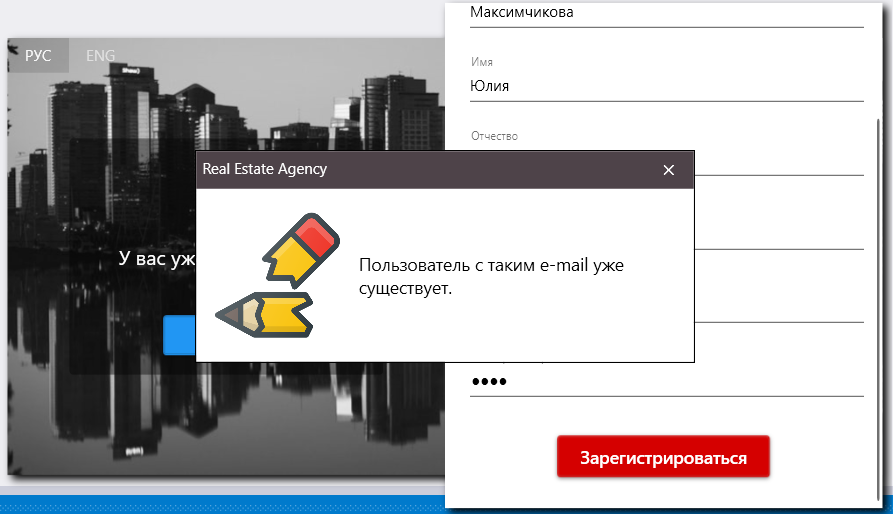 РУС ENG
Максимчикова
Имя
Юлия
Отчество
Real Estate Agency
У вас уж
Пользователь с таким e-mail уже
существует.
••••
Зарегистрироваться